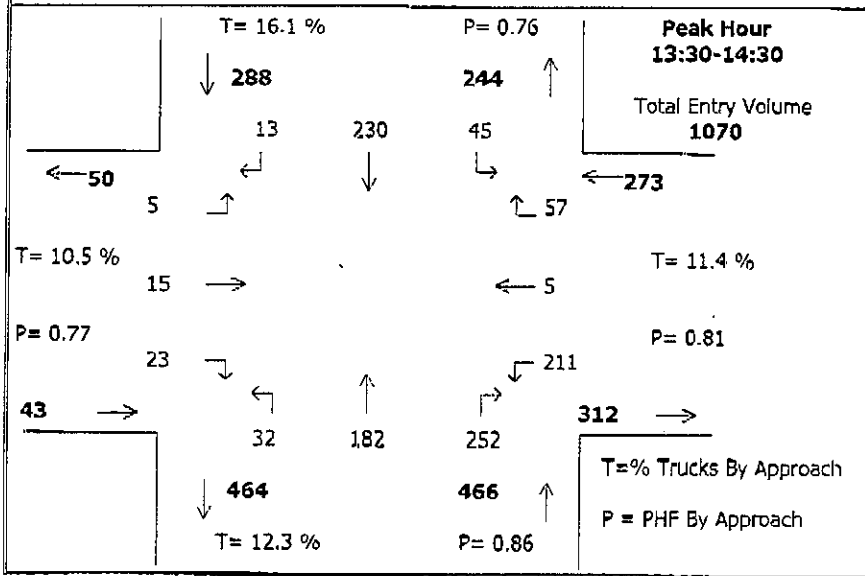 T= 16.1 % P= 0.76 Peak Hour
13:30-14:30
288 244
Total Entry Volume
13 230 45 1070
50 273
5 57
T= 10.5 % T= 11.4 %
15 5
P= 0.77 P= 0.81
23 211
43 312
32 182 252
T=% Trucks By Approach
464 466
P = PHF By Approach
T= 12.3 % P= 0.86